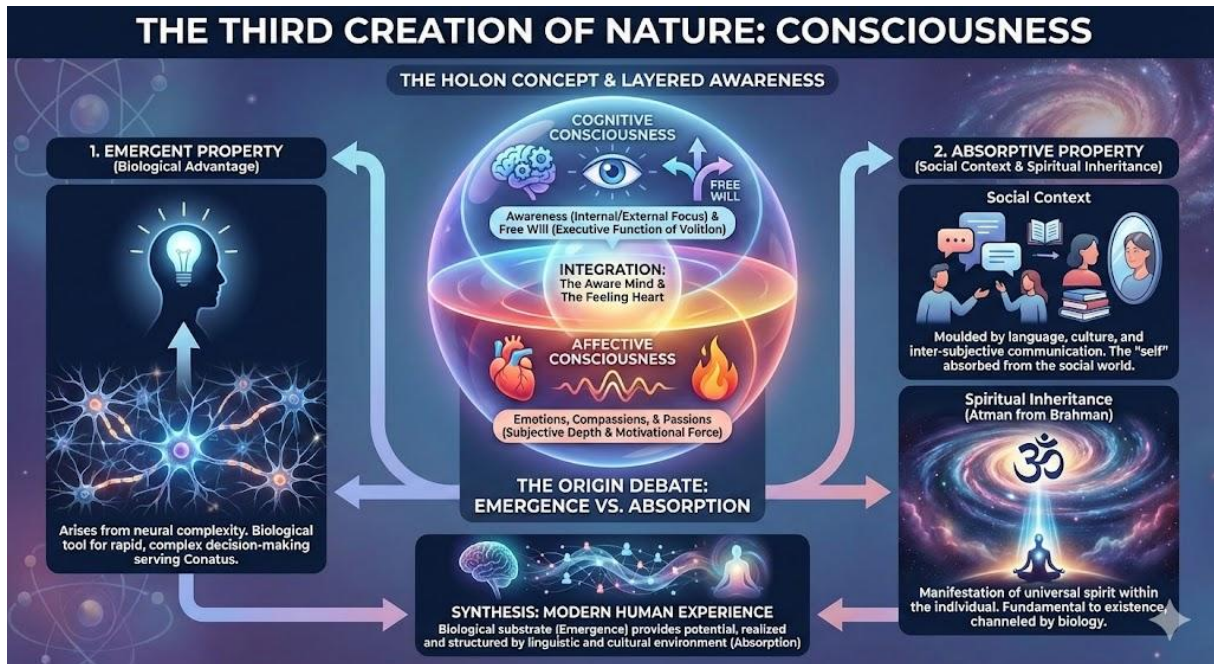 THE THIRD CREATION OF NATURE: CONSCIOUSNESS
THE HOLON CONCEPT & LAYERED AWARENESS
1. EMERGENT PROPERTY
(Biological Advantage)
Arises from neural complexity. Biological
tool for rapid, complex decision-making
serving Conatus.
COGNITIVE
CONSCIOUSNESS
FREE
WILL
Awareness (Internal/External Focus) &
Free Will (Executive Function of Volition)
INTEGRATION:
The Aware Mind &
The Feeling Heart
AFFECTIVE
CONSCIOUSNESS
Emotions, Compassions, & Passions
(Subjective Depth & Motivational Force)
THE ORIGIN DEBATE:
EMERGENCE VS. ABSORPTION
2. ABSORPTIVE PROPERTY
(Social Context & Spiritual Inheritance)
Social Context
Moulded by language, culture, and
inter-subjective communication. The "self"
absorbed from the social world.
Spiritual Inheritance
(Atman from Brahman)
ॐ
Manifestation of universal spirit within
the individual. Fundamental to existence,
channeled by biology.
SYNTHESIS: MODERN HUMAN EXPERIENCE
Biological substrate (Emergence) provides potential, realized
and structured by linguistic and cultural environment (Absorption)